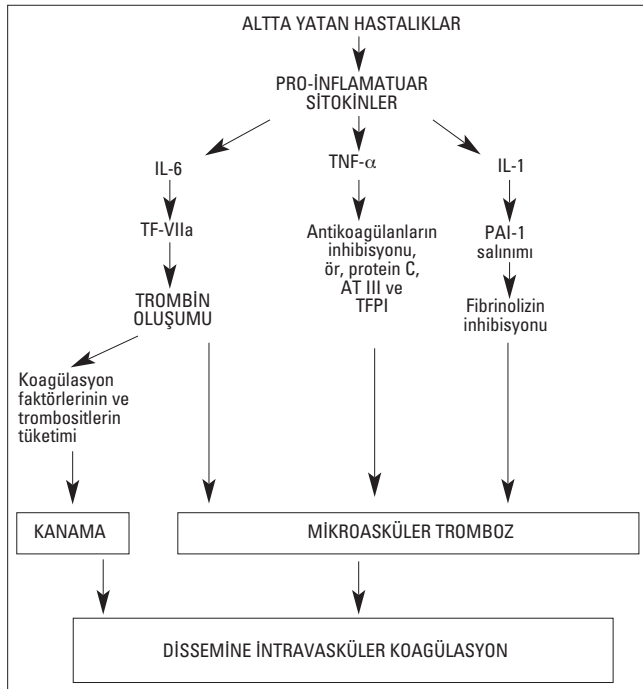 ALTTA YATAN HASTALIKLAR
PRO-İNFLAMATUAR
SİTOKİNLER
IL-6
TNF-α
IL-1
TF-VIIa
Antikoagülanların
inhibisyonu,
ör, protein C,
AT III ve
TFPI
PAI-1
salınımı
TROMBİN
OLUŞUMU
Fibrinolizin
inhibisyonu
Koagülasyon
faktörlerinin ve
trombositlerin
tüketimi
KANAMA
MİKROASKÜLER TROMBOZ
DİSSEMİNE İNTRAVASKÜLER KOAGÜLASYON